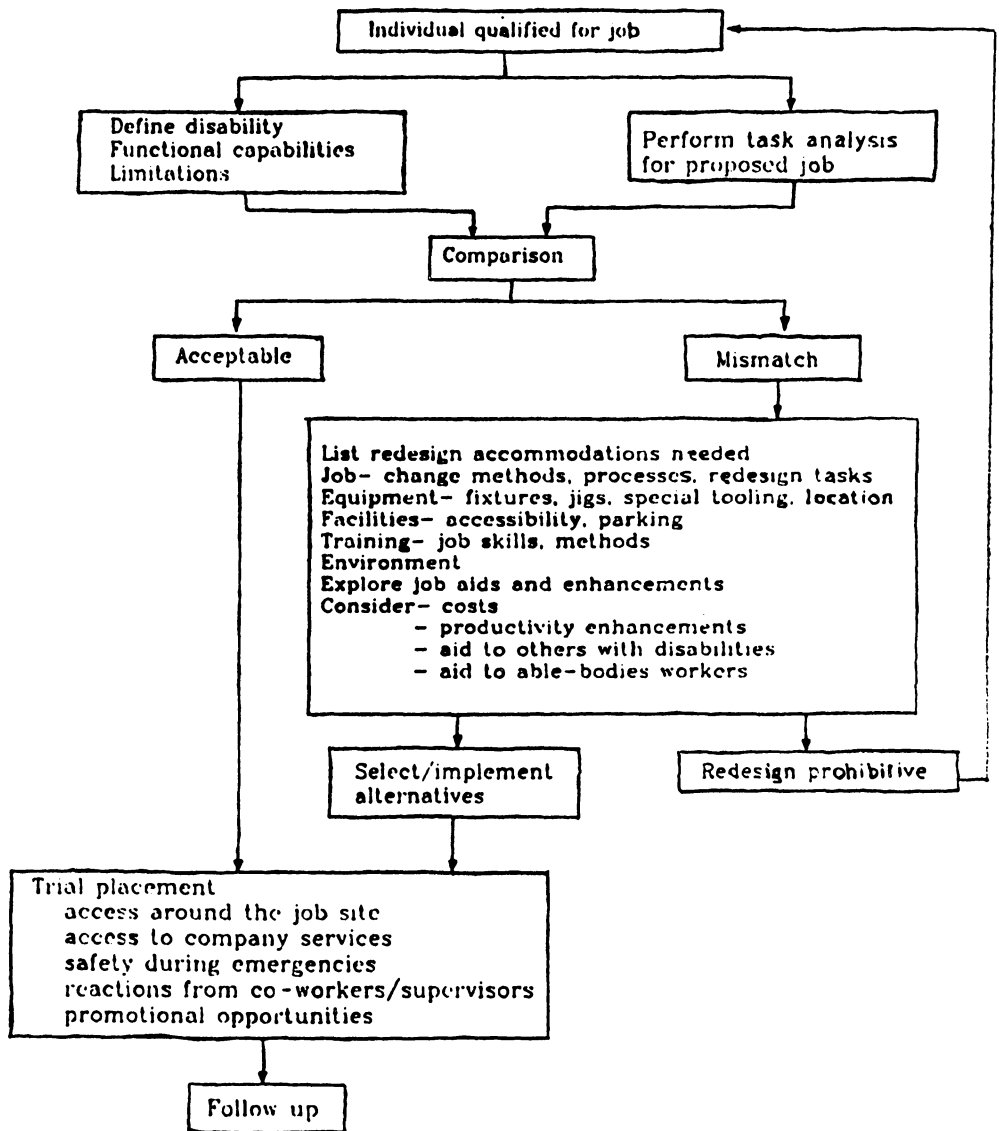 Individual qualified for job
Define disability
Functional capabilities
Limitations
Perform task analysis
for proposed job
Comparison
Acceptable
Mismatch
List redesign accommodations needed
Job- change methods, processes, redesign tasks
Equipment- fixtures, jigs, special tooling, location
Facilities- accessibility, parking
Training- job skills, methods
Environment
Explore job aids and enhancements
Consider- costs
- productivity enhancements
- aid to others with disabilities
- aid to able-bodies workers
Select/implement
alternatives
Redesign prohibitive
Trial placement
access around the job site
access to company services
safety during emergencies
reactions from co-workers/supervisors
promotional opportunities
Follow up